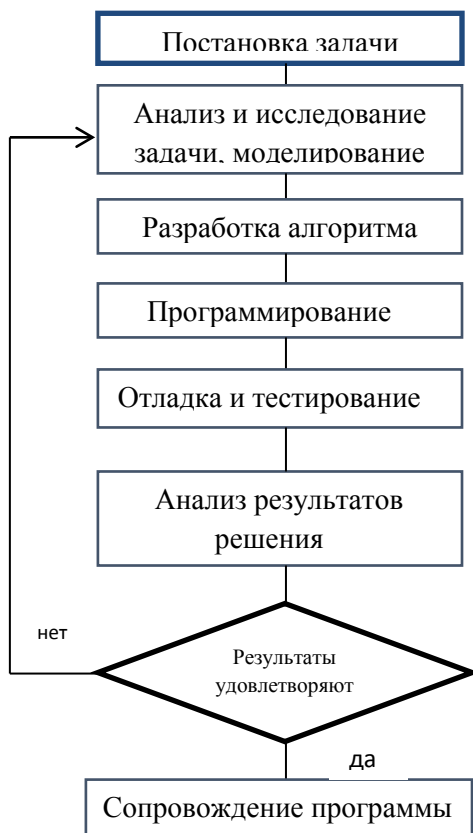 Постановка задачи
Анализ и исследование
задачи, моделирование
Разработка алгоритма
Программирование
Отладка и тестирование
Анализ результатов
решения
нет
Результаты
удовлетворяют
да
Сопровождение программы